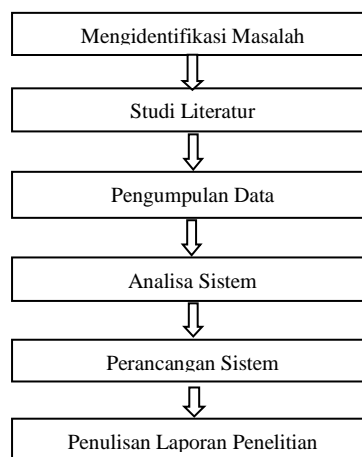 Mengidentifikasi Masalah
Studi Literatur
Pengumpulan Data
Analisa Sistem
Perancangan Sistem
Penulisan Laporan Penelitian